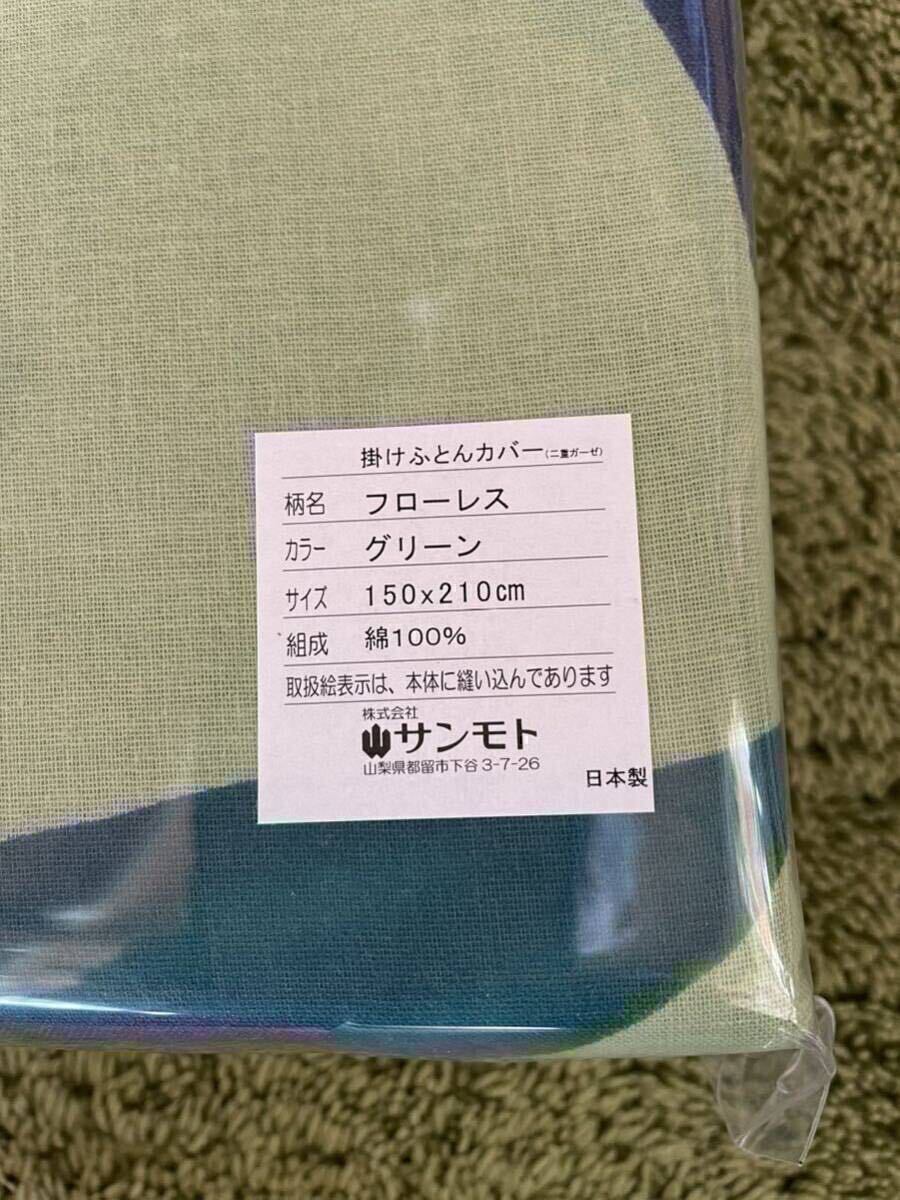 掛けふとんカバー(二重ガーゼ)
柄名 フローレス
カラー グリーン
サイズ 150x210cm
組成 綿100%
取扱絵表示は、本体に縫い込んであります
株式会社
サンモト
山梨県都留市下谷3-7-26
日本製